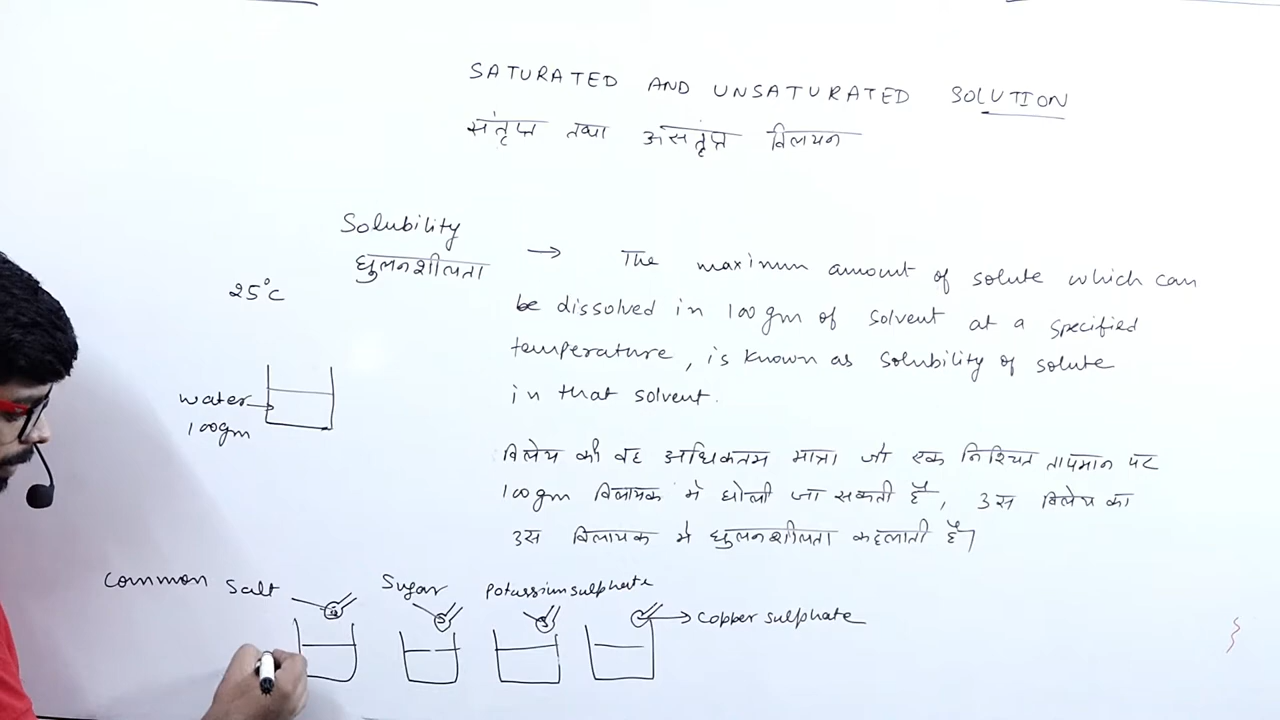 SATURATED AND UNSATURATED SOLUTION
संतृप्त तथा असंतृप्त विलयन
Solubility
घुलनशीलता
→ The maximum amount of solute which can
be dissolved in 100gm of solvent at a specified
temperature, is known as solubility of solute
in that solvent.
25°C
water
100gm
विलेय की वह अधिकतम मात्रा जो एक निश्चित तापमान पर
100gm विलायक में घोली जा सकती है, उस विलेय का
उस विलायक में घुलनशीलता कहलाती है।
Common Salt
Sugar
Potassium sulphate
Copper sulphate